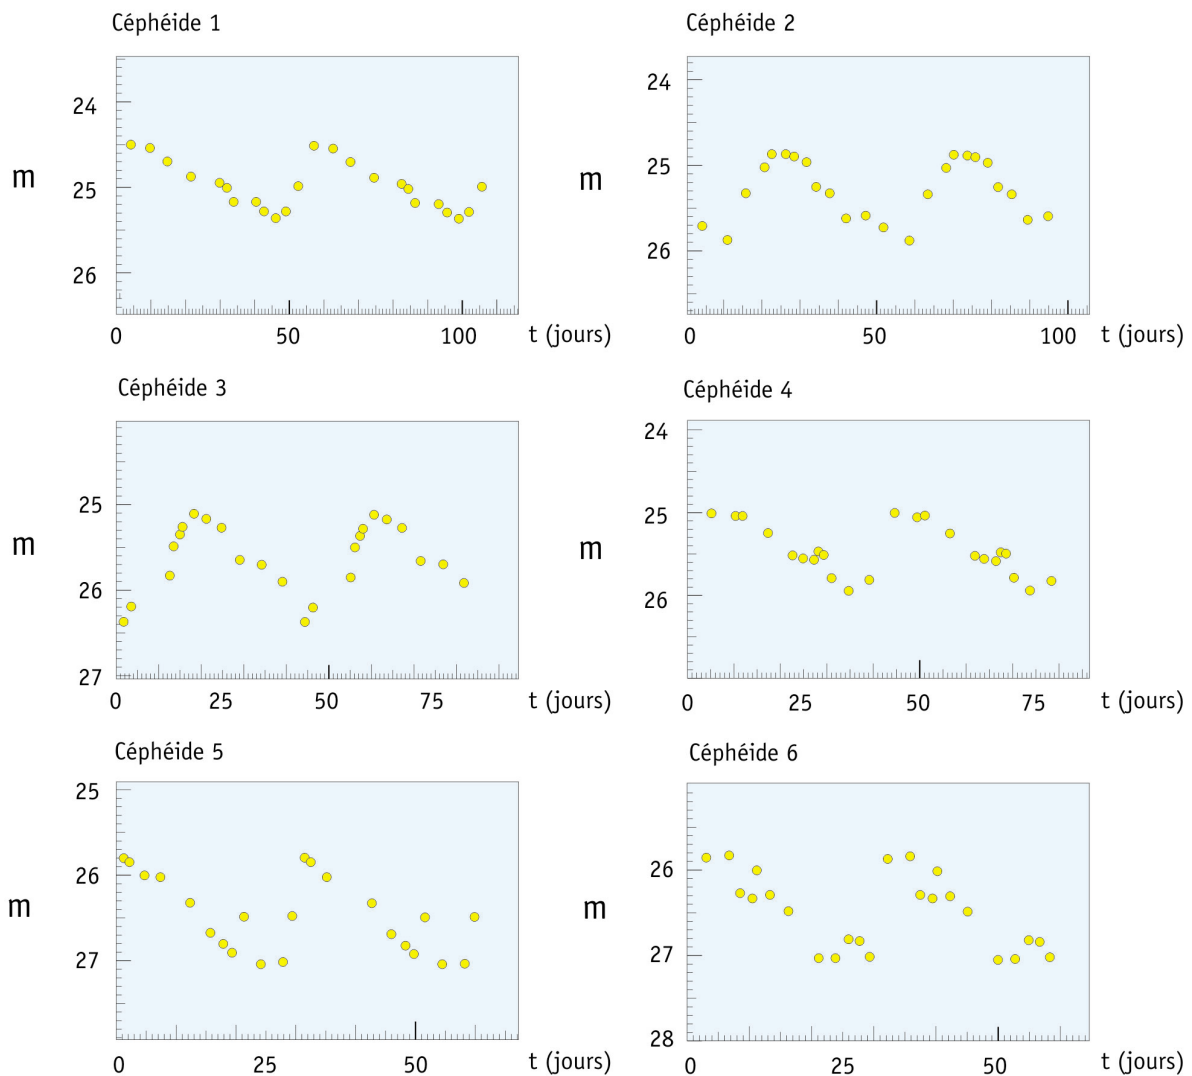 Céphéide 1
24
m
25
26
0 50 100 t (jours)
Céphéide 2
24
25
m
26
0 50 100 t (jours)
Céphéide 3
25
m
26
27
0 25 50 75 t (jours)
Céphéide 4
24
25
m
26
0 25 50 75 t (jours)
Céphéide 5
25
26
m
27
0 25 50 t (jours)
Céphéide 6
26
m
27
28
0 25 50 t (jours)